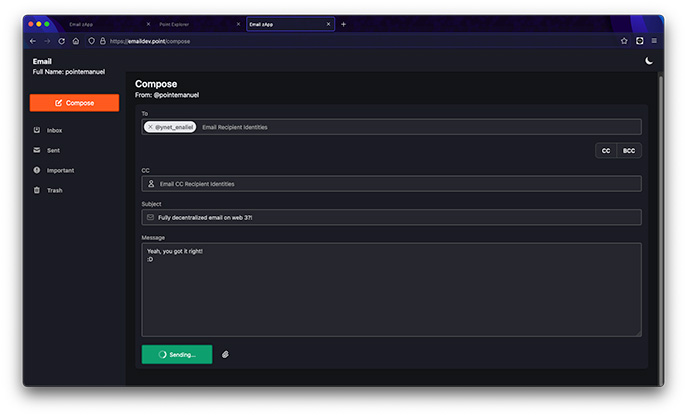 Email zApp
Point Explorer
Email zApp
https://emaildev.point/compose
Email
Full Name: pointemanuel
Compose
Inbox
Sent
Important
Trash
Compose
From: @pointemanuel
To
@ynet_enaliel Email Recipient Identities
CC BCC
CC
Email CC Recipient Identities
Subject
Fully decentralized email on web 3?!
Message
Yeah, you got it right!
:D
Sending...